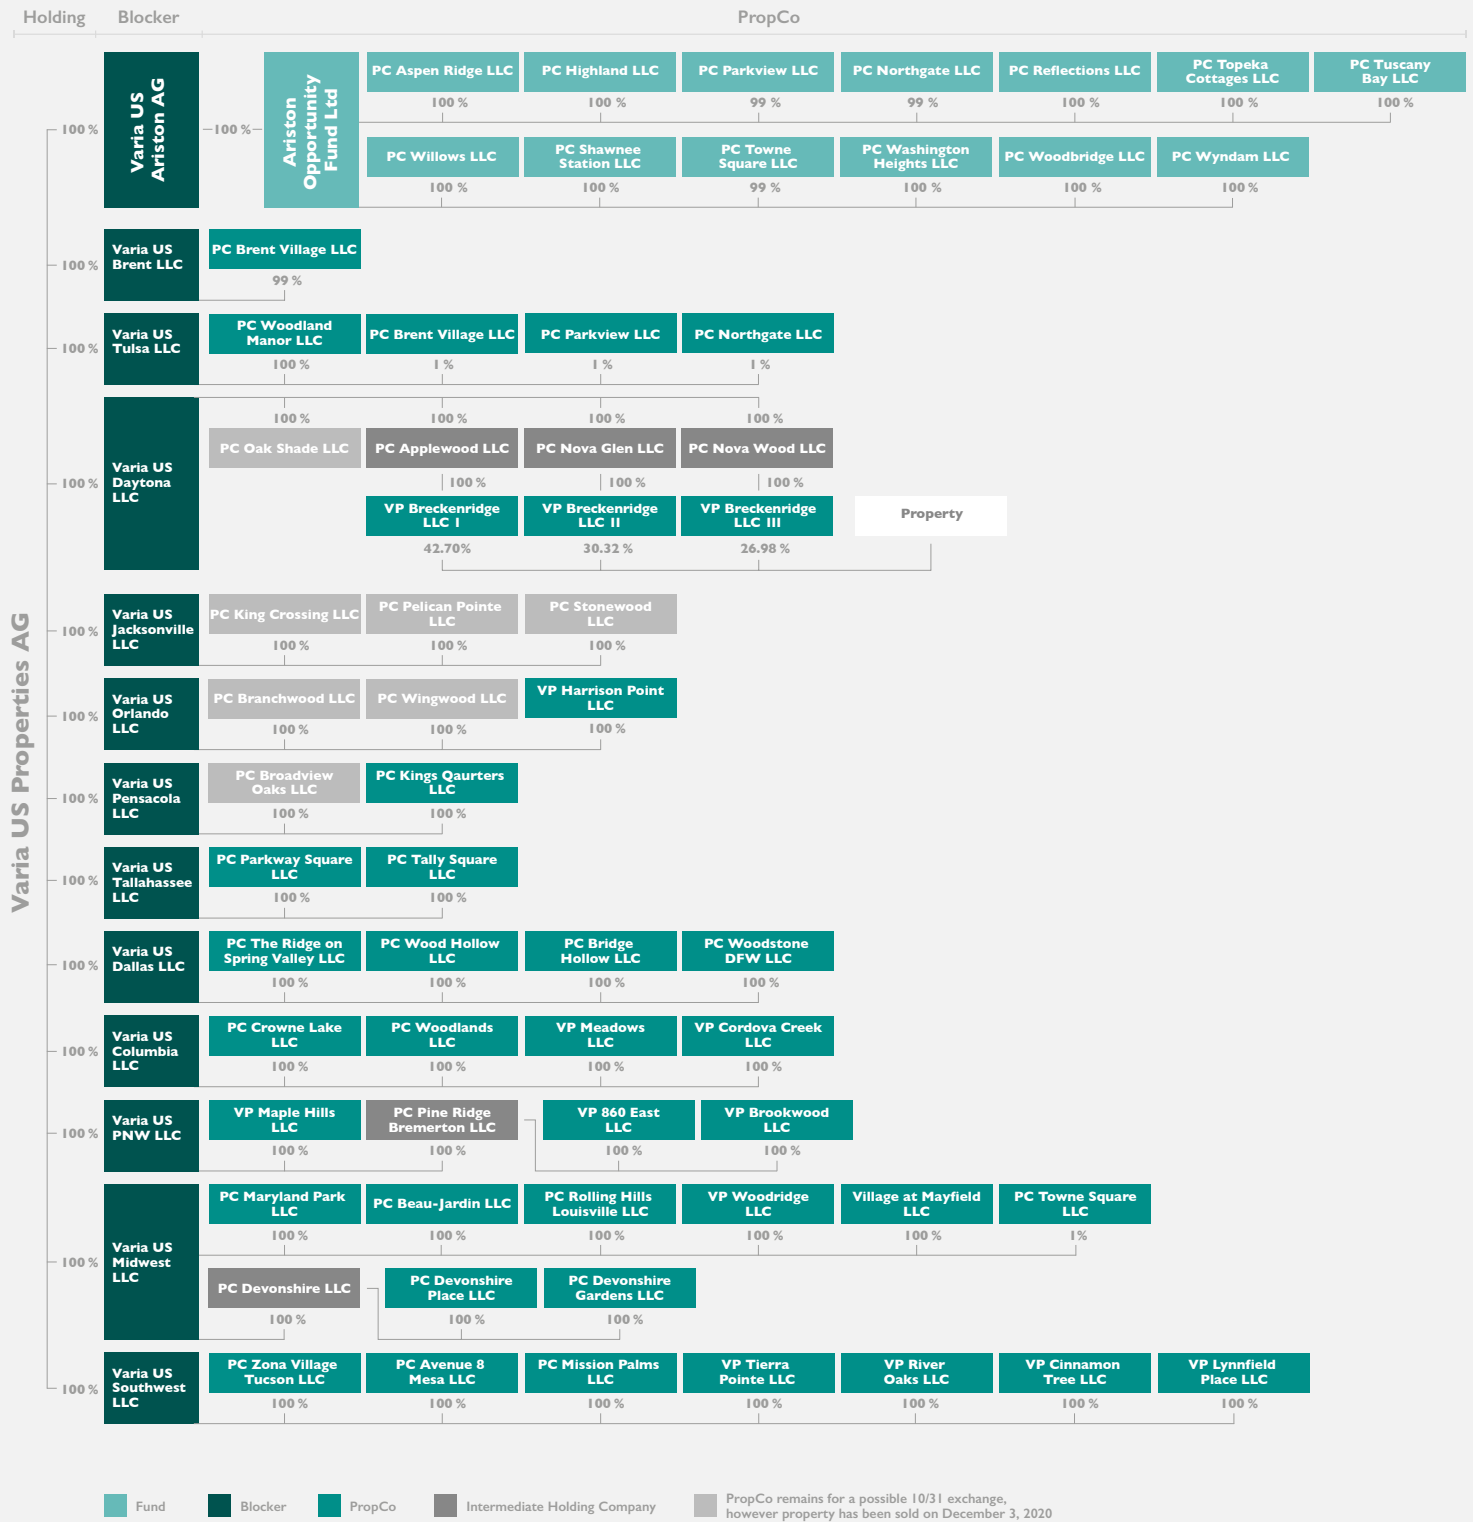 Holding
Blocker
PropCo
Varia US Properties AG
100 %
Varia US
Ariston AG
100 %
Ariston
Opportunity
Fund Ltd
PC Aspen Ridge LLC
PC Highland LLC
PC Parkview LLC
PC Northgate LLC
PC Reflections LLC
PC Topeka
Cottages LLC
PC Tuscany
Bay LLC
100 %
100 %
99 %
99 %
100 %
100 %
100 %
PC Willows LLC
PC Shawnee
Station LLC
PC Towne
Square LLC
PC Washington
Heights LLC
PC Woodbridge LLC
PC Wyndam LLC
100 %
100 %
99 %
100 %
100 %
100 %
100 %
Varia US
Brent LLC
PC Brent Village LLC
99 %
100 %
Varia US
Tulsa LLC
PC Woodland
Manor LLC
PC Brent Village LLC
PC Parkview LLC
PC Northgate LLC
100 %
1 %
1 %
1 %
100 %
Varia US
Daytona
LLC
100 %
100 %
100 %
100 %
PC Oak Shade LLC
PC Applewood LLC
PC Nova Glen LLC
PC Nova Wood LLC
100 %
100 %
100 %
VP Breckenridge
LLC I
VP Breckenridge
LLC II
VP Breckenridge
LLC III
Property
42.70%
30.32 %
26.98 %
100 %
Varia US
Jacksonville
LLC
PC King Crossing LLC
PC Pelican Pointe
LLC
PC Stonewood
LLC
100 %
100 %
100 %
100 %
Varia US
Orlando
LLC
PC Branchwood LLC
PC Wingwood LLC
VP Harrison Point
LLC
100 %
100 %
100 %
100 %
Varia US
Pensacola
LLC
PC Broadview
Oaks LLC
PC Kings Qaurters
LLC
100 %
100 %
100 %
Varia US
Tallahassee
LLC
PC Parkway Square
LLC
PC Tally Square
LLC
100 %
100 %
100 %
Varia US
Dallas LLC
PC The Ridge on
Spring Valley LLC
PC Wood Hollow
LLC
PC Bridge
Hollow LLC
PC Woodstone
DFW LLC
100 %
100 %
100 %
100 %
100 %
Varia US
Columbia
LLC
PC Crowne Lake
LLC
PC Woodlands
LLC
VP Meadows
LLC
VP Cordova Creek
LLC
100 %
100 %
100 %
100 %
100 %
Varia US
PNW LLC
VP Maple Hills
LLC
PC Pine Ridge
Bremerton LLC
VP 860 East
LLC
VP Brookwood
LLC
100 %
100 %
100 %
100 %
100 %
Varia US
Midwest
LLC
PC Maryland Park
LLC
PC Beau-Jardin LLC
PC Rolling Hills
Louisville LLC
VP Woodridge
LLC
Village at Mayfield
LLC
PC Towne Square
LLC
100 %
100 %
100 %
100 %
100 %
1%
PC Devonshire LLC
PC Devonshire
Place LLC
PC Devonshire
Gardens LLC
100 %
100 %
100 %
100 %
Varia US
Southwest
LLC
PC Zona Village
Tucson LLC
PC Avenue 8
Mesa LLC
PC Mission Palms
LLC
VP Tierra
Pointe LLC
VP River
Oaks LLC
VP Cinnamon
Tree LLC
VP Lynnfield
Place LLC
100 %
100 %
100 %
100 %
100 %
100 %
100 %
Fund
Blocker
PropCo
Intermediate Holding Company
PropCo remains for a possible 10/31 exchange,
however property has been sold on December 3, 2020